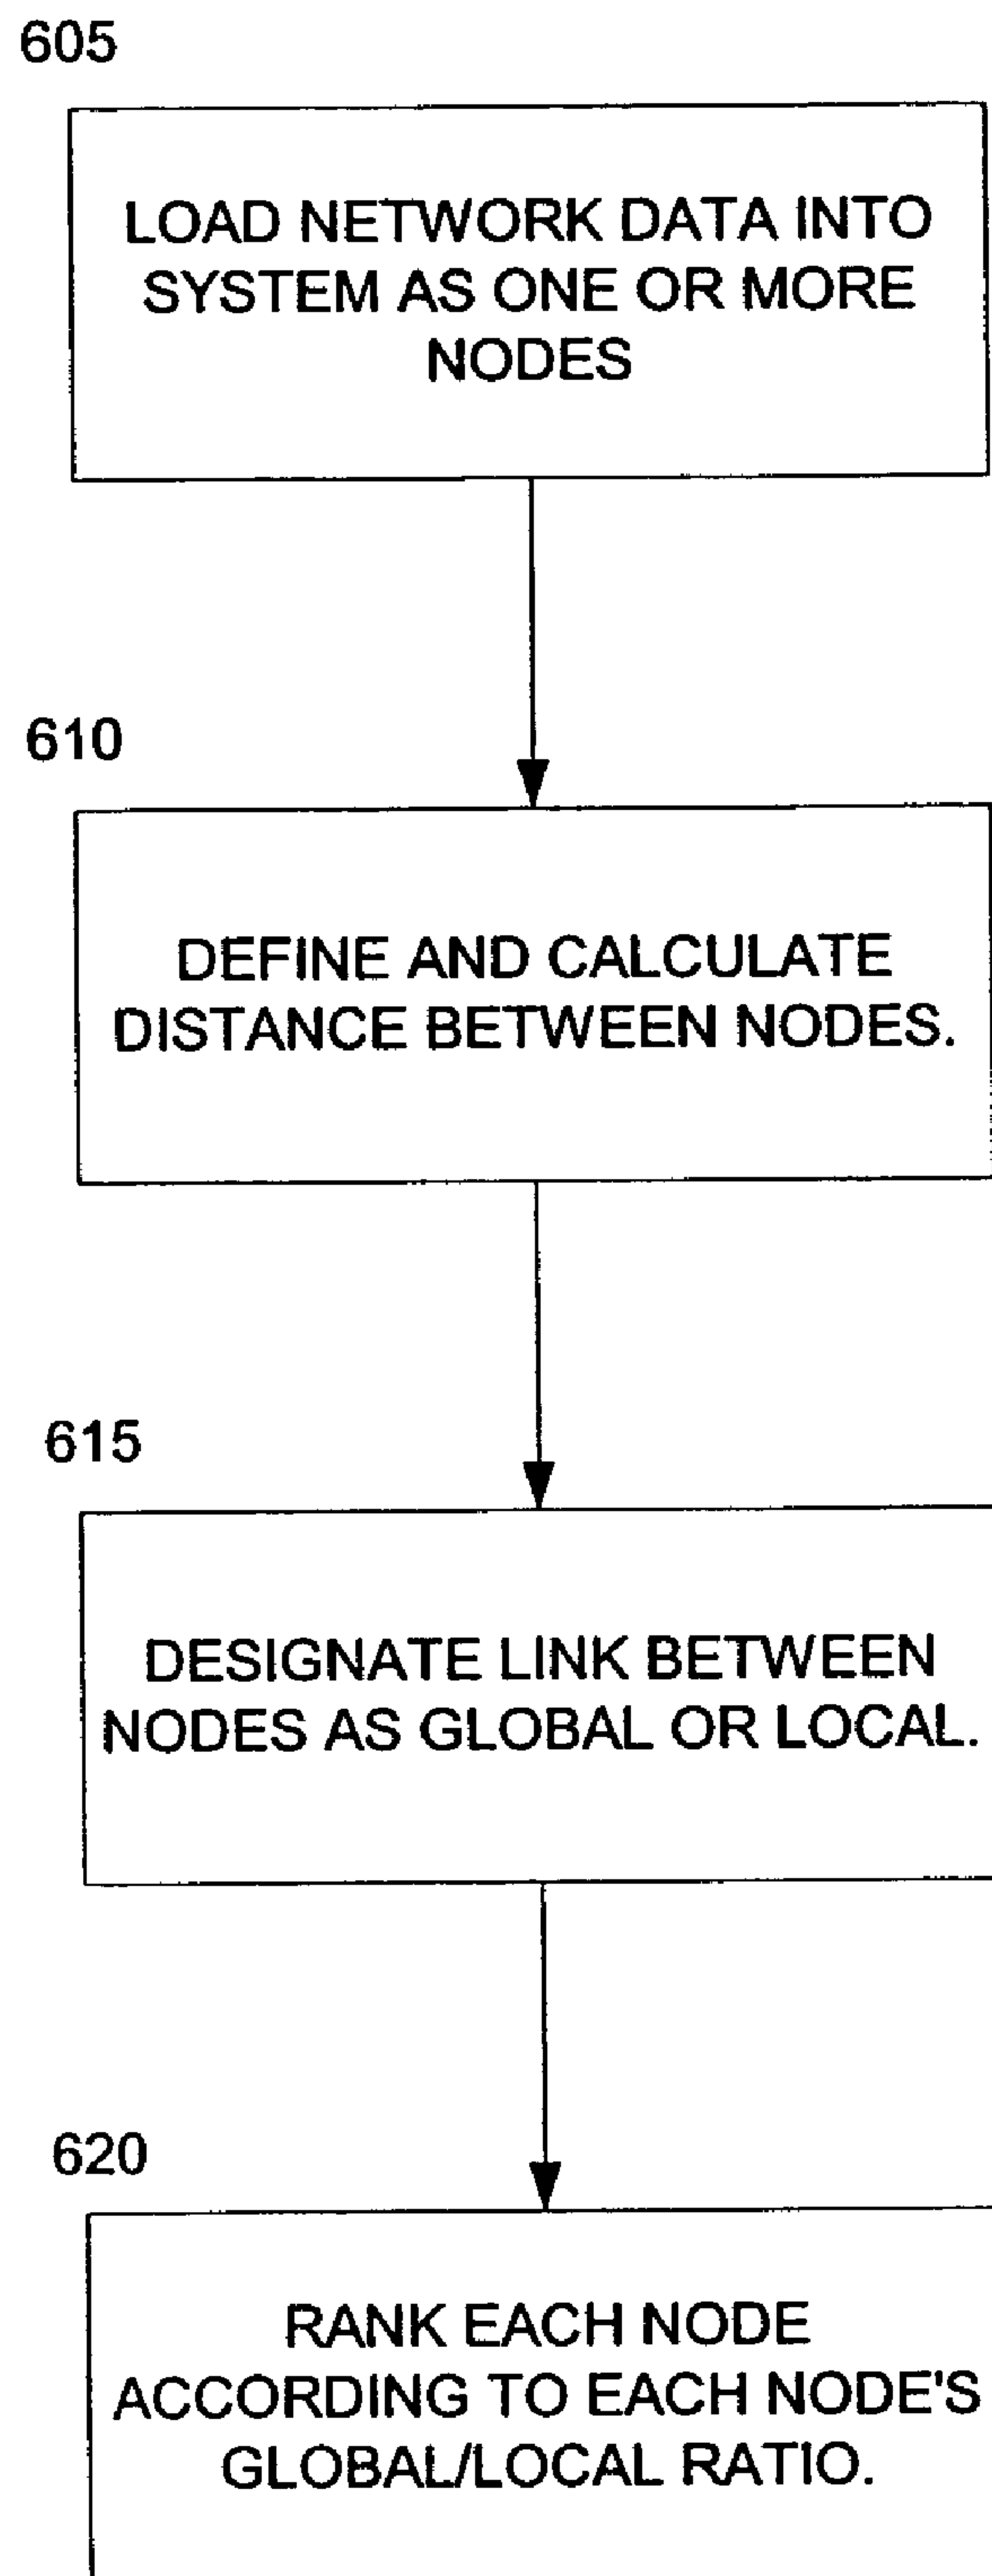 605
LOAD NETWORK DATA INTO
SYSTEM AS ONE OR MORE
NODES
610
DEFINE AND CALCULATE
DISTANCE BETWEEN NODES.
615
DESIGNATE LINK BETWEEN
NODES AS GLOBAL OR LOCAL.
620
RANK EACH NODE
ACCORDING TO EACH NODE'S
GLOBAL/LOCAL RATIO.